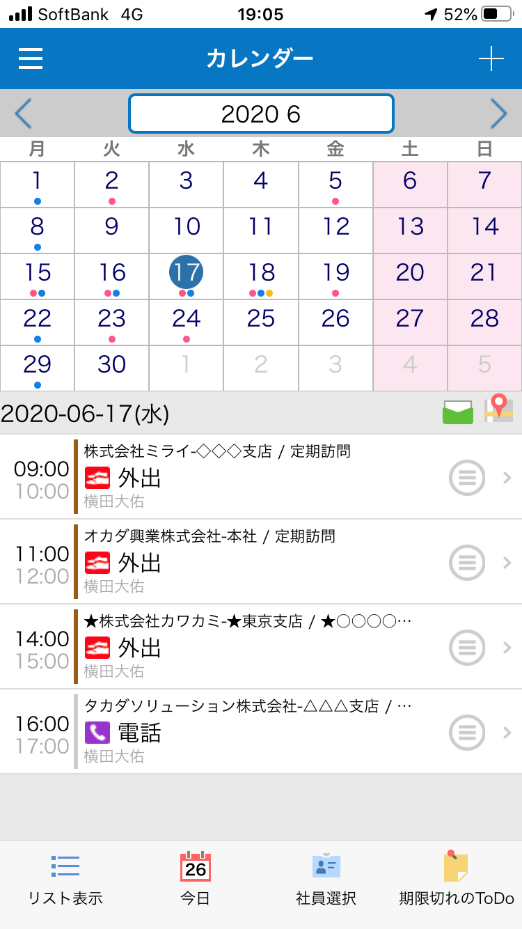 SoftBank 4G 19:05 52%
カレンダー
2020 6
月 火 水 木 金 土 日
1 2 3 4 5 6 7
8 9 10 11 12 13 14
15 16 17 18 19 20 21
22 23 24 25 26 27 28
29 30 1 2 3 4 5
2020-06-17(水)
株式会社ミライ-◇◇◇支店 / 定期訪問
09:00 外出
10:00 横田大佑
オカダ興業株式会社-本社 / 定期訪問
11:00 外出
12:00 横田大佑
★株式会社カワカミ-★東京支店 / ★○○○○…
14:00 外出
15:00 横田大佑
タカダソリューション株式会社-△△△支店 / …
16:00 電話
17:00 横田大佑
26
リスト表示 今日 社員選択 期限切れのToDo